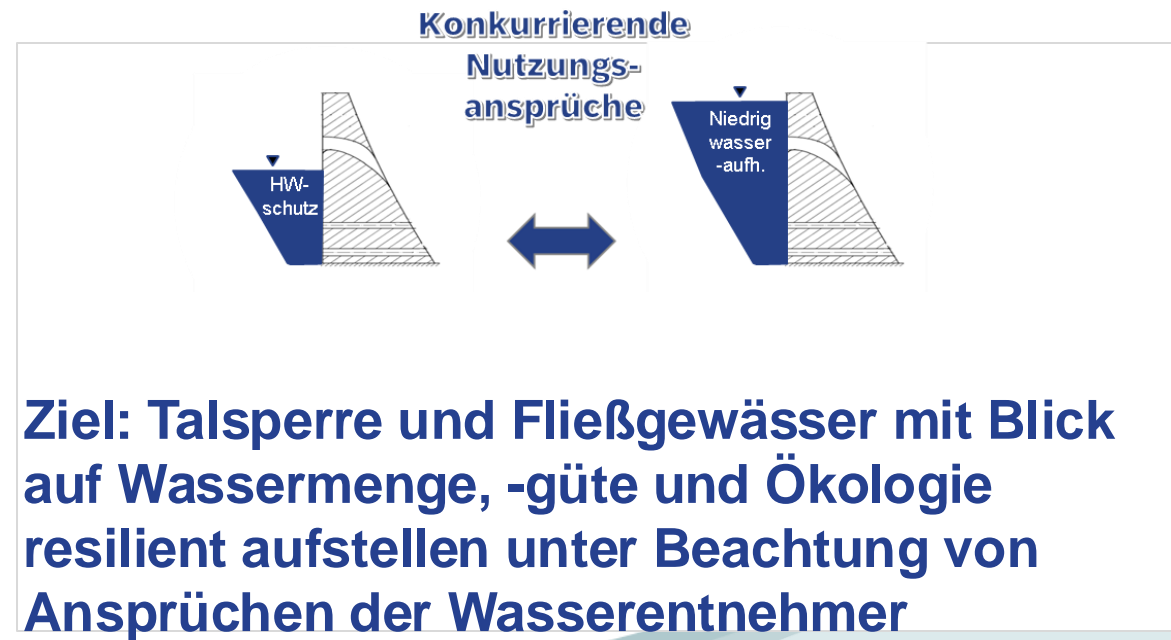 Konkurrierende
Nutzungs-
ansprüche
HW-
schutz
Niedrig
wasser
-aufh.
Ziel: Talsperre und Fließgewässer mit Blick
auf Wassermenge, -güte und Ökologie
resilient aufstellen unter Beachtung von
Ansprüchen der Wasserentnehmer